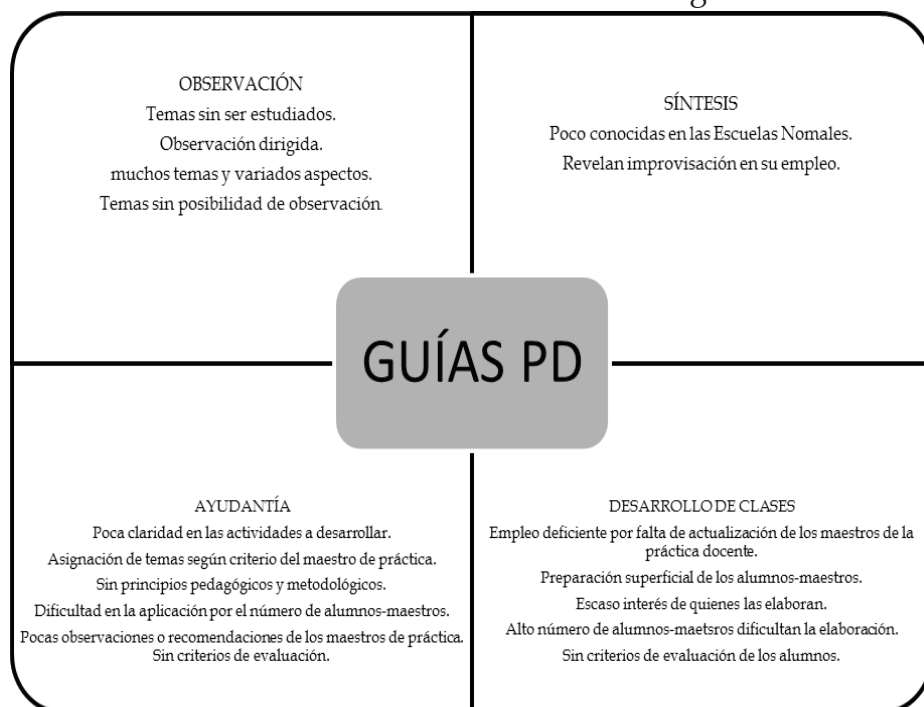 OBSERVACIÓN
Temas sin ser estudiados.
Observación dirigida.
muchos temas y variados aspectos.
Temas sin posibilidad de observación.
SÍNTESIS
Poco conocidas en las Escuelas Nomales.
Revelan improvisación en su empleo.
GUÍAS PD
AYUDANTÍA
Poca claridad en las actividades a desarrollar.
Asignación de temas según criterio del maestro de práctica.
Sin principios pedagógicos y metodológicos.
Dificultad en la aplicación por el número de alumnos-maestros.
Pocas observaciones o recomendaciones de los maestros de práctica.
Sin criterios de evaluación.
DESARROLLO DE CLASES
Empleo deficiente por falta de actualización de los maestros de la
práctica docente.
Preparación superficial de los alumnos-maestros.
Escaso interés de quienes las elaboran.
Alto número de alumnos-maetsros dificultan la elaboración.
Sin criterios de evaluación de los alumnos.